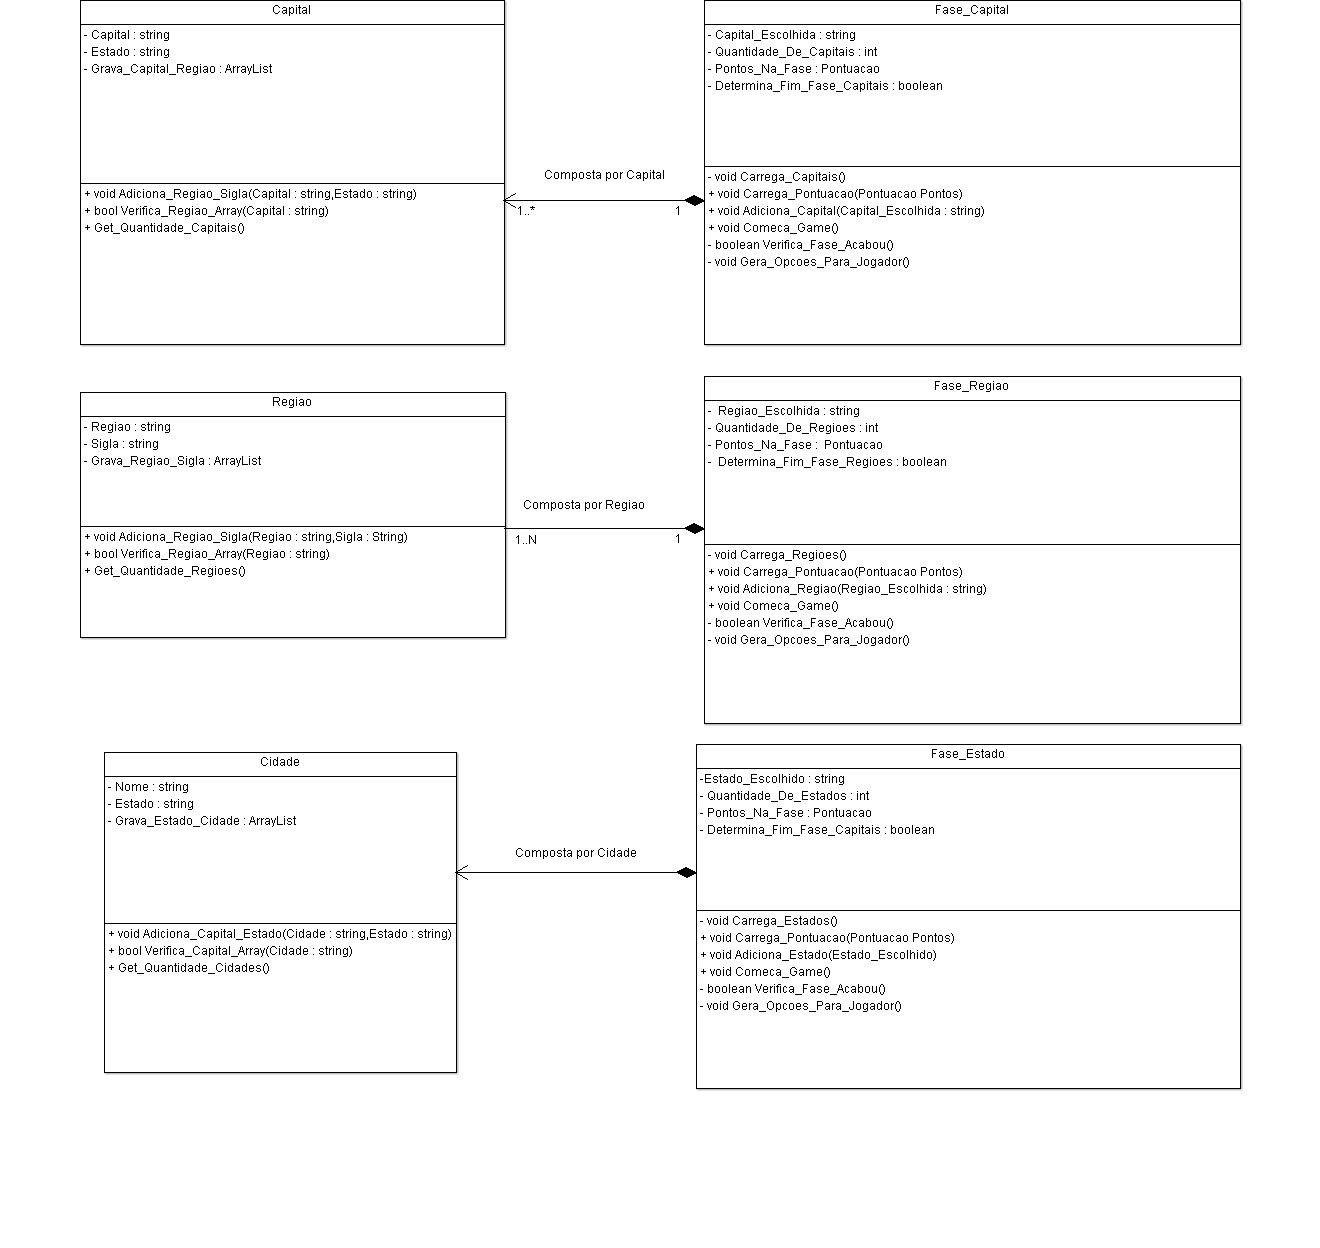 Capital
- Capital : string
- Estado : string
- Grava_Capital_Regiao : ArrayList
+ void Adiciona_Regiao_Sigla(Capital : string,Estado : string)
+ bool Verifica_Regiao_Array(Capital : string)
+ Get_Quantidade_Capitais()
Composta por Capital
1..*
1
Fase_Capital
- Capital_Escolhida : string
- Quantidade_De_Capitais : int
- Pontos_Na_Fase : Pontuacao
- Determina_Fim_Fase_Capitais : boolean
- void Carrega_Capitais()
+ void Carrega_Pontuacao(Pontuacao Pontos)
+ void Adiciona_Capital(Capital_Escolhida : string)
+ void Comeca_Game()
- boolean Verifica_Fase_Acabou()
- void Gera_Opcoes_Para_Jogador()
Regiao
- Regiao : string
- Sigla : string
- Grava_Regiao_Sigla : ArrayList
+ void Adiciona_Regiao_Sigla(Regiao : string,Sigla : String)
+ bool Verifica_Regiao_Array(Regiao : string)
+ Get_Quantidade_Regioes()
Composta por Regiao
1..N
1
Fase_Regiao
-  Regiao_Escolhida : string
- Quantidade_De_Regioes : int
- Pontos_Na_Fase :  Pontuacao
-  Determina_Fim_Fase_Regioes : boolean
- void Carrega_Regioes()
+ void Carrega_Pontuacao(Pontuacao Pontos)
+ void Adiciona_Regiao(Regiao_Escolhida : string)
+ void Comeca_Game()
- boolean Verifica_Fase_Acabou()
- void Gera_Opcoes_Para_Jogador()
Cidade
- Nome : string
- Estado : string
- Grava_Estado_Cidade : ArrayList
+ void Adiciona_Capital_Estado(Cidade : string,Estado : string)
+ bool Verifica_Capital_Array(Cidade : string)
+ Get_Quantidade_Cidades()
Composta por Cidade
Fase_Estado
-Estado_Escolhido : string
- Quantidade_De_Estados : int
- Pontos_Na_Fase : Pontuacao
- Determina_Fim_Fase_Capitais : boolean
- void Carrega_Estados()
+ void Carrega_Pontuacao(Pontuacao Pontos)
+ void Adiciona_Estado(Estado_Escolhido)
+ void Comeca_Game()
- boolean Verifica_Fase_Acabou()
- void Gera_Opcoes_Para_Jogador()